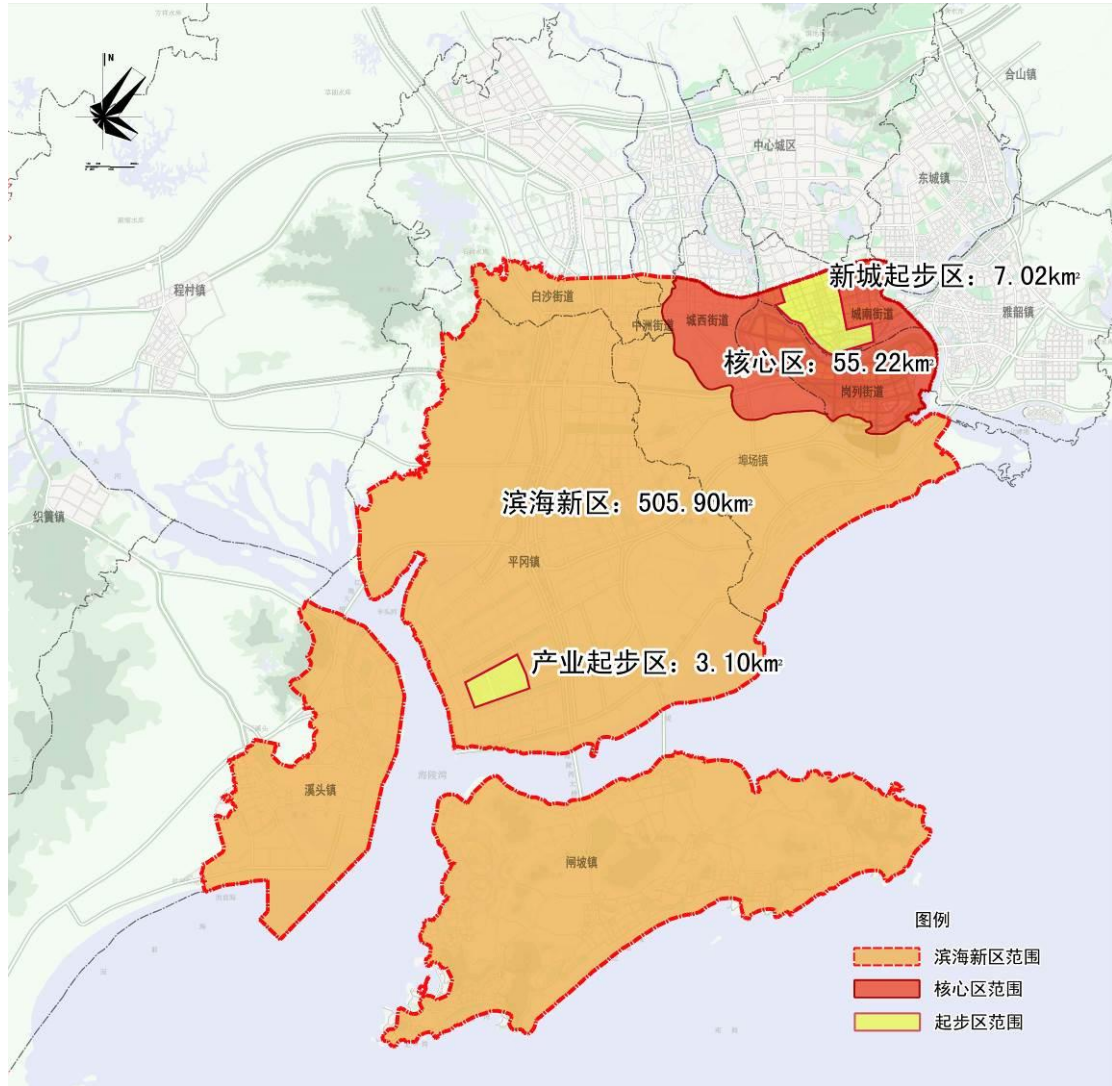 N
合山镇
中心城区
东城镇
新城起步区：7.02km²
程村镇
白沙街道
中洲街道
城西街道
城南街道
雅韶镇
核心区：55.22km²
岗列街道
埠场镇
滨海新区：505.90km²
织篢镇
平冈镇
产业起步区：3.10km²
溪头镇
闸坡镇
图例
滨海新区范围
核心区范围
起步区范围